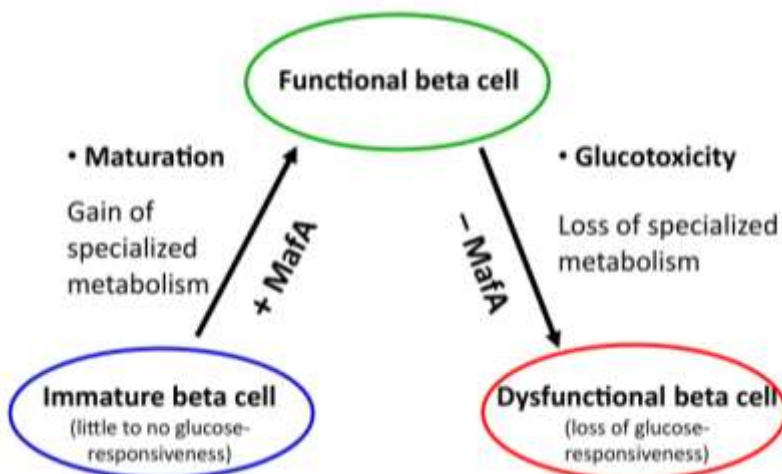 Functional beta cell
• Maturation
Gain of
specialized
metabolism
+ MafA
– MafA
• Glucotoxicity
Loss of specialized
metabolism
Immature beta cell
(little to no glucose-
responsiveness)
Dysfunctional beta cell
(loss of glucose-
responsiveness)